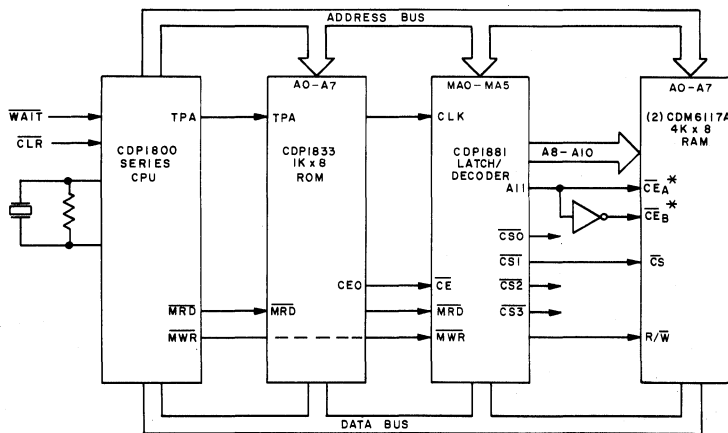 ADDRESS BUS
A0-A7
MA0-MA5
A0-A7
WAIT
CLR
CDP1800
SERIES
CPU
TPA
TPA
CDP1833
1K x 8
ROM
CLK
CDP1881
LATCH/
DECODER
A8-A10
(2) CDM6117A
4K x 8
RAM
A11
CEA*
CEB*
CS0
CS1
CS
CEO
CE
CS2
MRD
MRD
MRD
CS3
MWR
MWR
R/W
DATA BUS